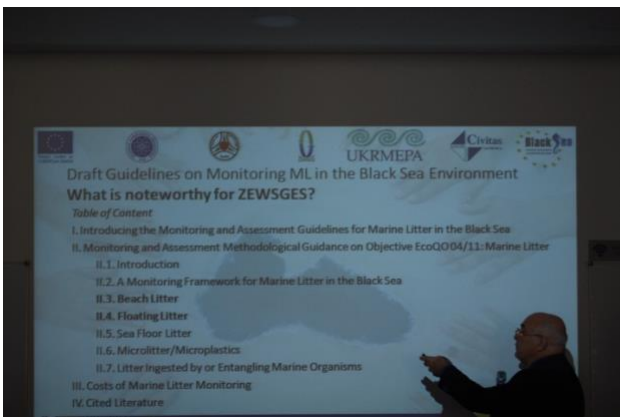 UKRMEPA
Civitas
Black Sea
Draft Guidelines on Monitoring ML in the Black Sea Environment
What is noteworthy for ZEWSGES?
Table of Content
I. Introducing the Monitoring and Assessment Guidelines for Marine Litter in the Black Sea
II. Monitoring and Assessment Methodological Guidance on Objective EcoQO04/11: Marine Litter
II.1. Introduction
II.2. A Monitoring Framework for Marine Litter in the Black Sea
II.3. Beach Litter
II.4. Floating Litter
II.5. Sea Floor Litter
II.6. Microlitter/Microplastics
II.7. Litter Ingested by or Entangling Marine Organisms
III. Costs of Marine Litter Monitoring
IV. Cited Literature